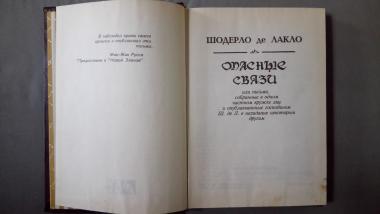 Я наблюдал нравы своего
времени и опубликовал эти
письма.
Жан-Жак Руссо
Предисловие к "Новой Элоизе"
ШОДЕРЛО де ЛАКЛО
ОПАСНЫЕ
СВЯЗИ
или письма,
собранные в одном
частном кружке лиц
и опубликованные господином
Ш. де Л. в назидание некоторым
другим